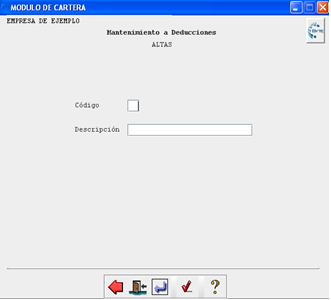 MODULO DE CARTERA
EMPRESA DE EJEMPLO
Mantenimiento a Deducciones
ALTAS
Código
Descripción